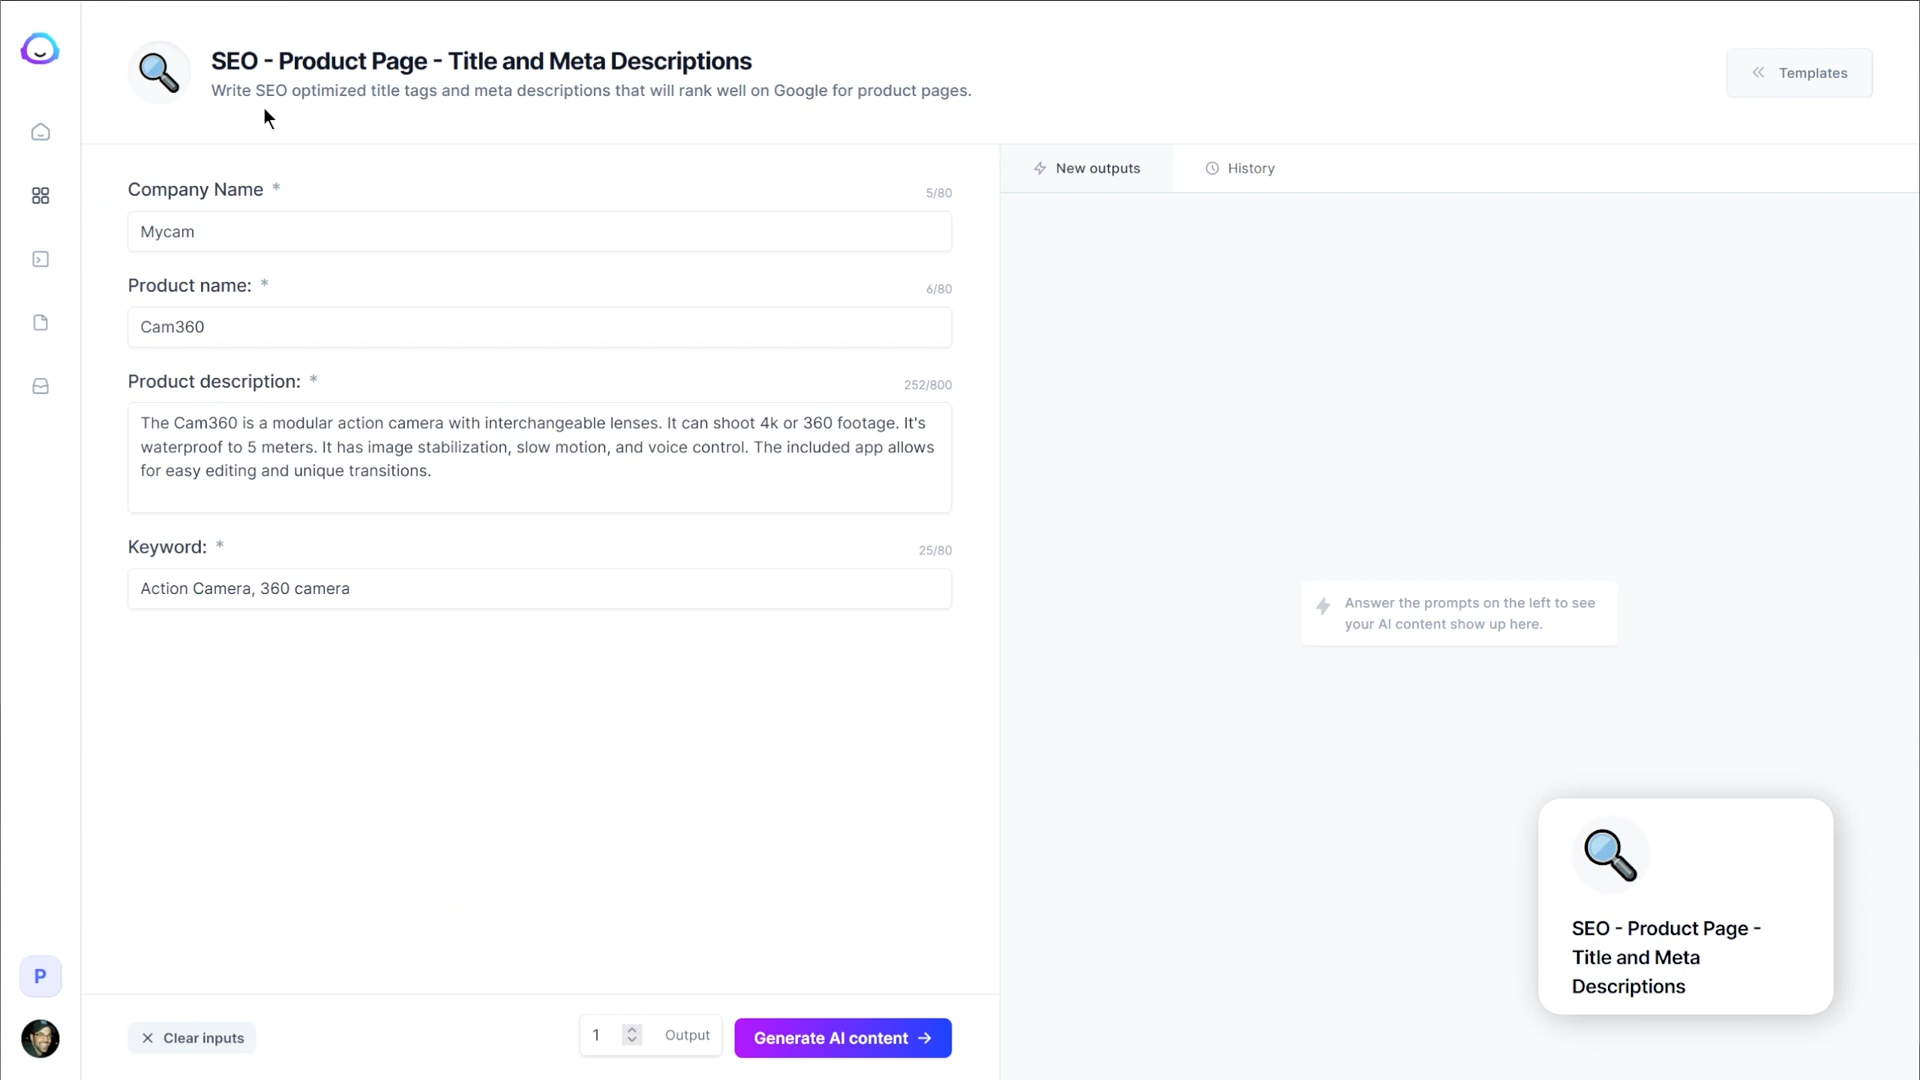 SEO - Product Page - Title and Meta Descriptions
Write SEO optimized title tags and meta descriptions that will rank well on Google for product pages.
Templates
Company Name *
5/80
Mycam
Product name: *
6/80
Cam360
Product description: *
252/800
The Cam360 is a modular action camera with interchangeable lenses. It can shoot 4k or 360 footage. It's
waterproof to 5 meters. It has image stabilization, slow motion, and voice control. The included app allows
for easy editing and unique transitions.
Keyword: *
25/80
Action Camera, 360 camera
Clear inputs
1
Output
Generate AI content
New outputs
History
Answer the prompts on the left to see
your AI content show up here.
SEO - Product Page -
Title and Meta
Descriptions
P